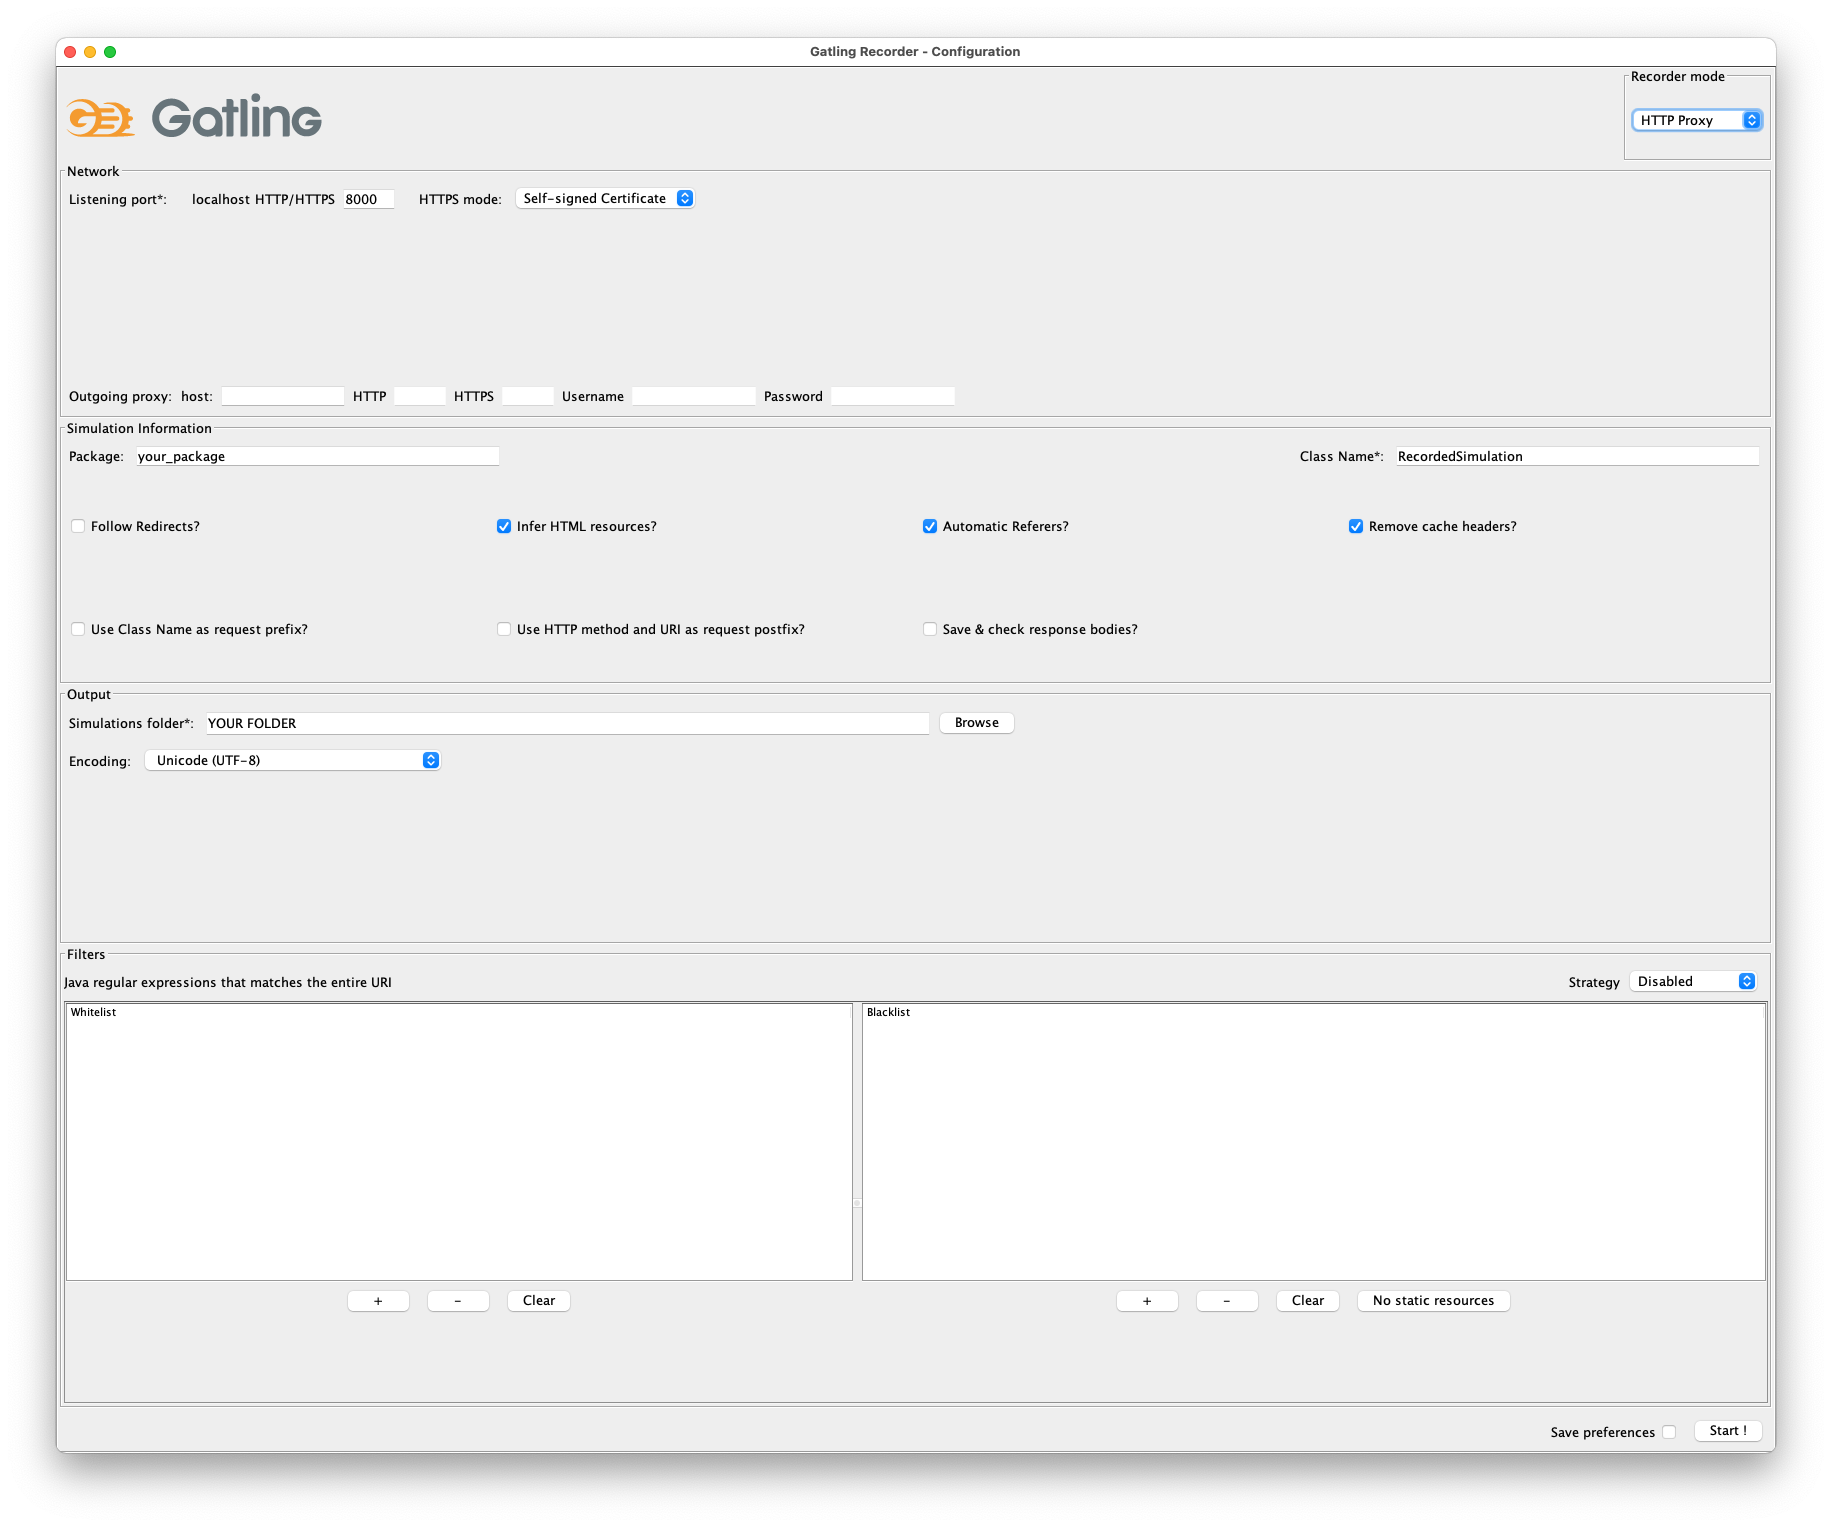 Gatling Recorder - Configuration
Gatling
Recorder mode
HTTP Proxy
Network
Listening port*: localhost HTTP/HTTPS 8000 HTTPS mode: Self-signed Certificate
Outgoing proxy: host: HTTP HTTPS Username Password
Simulation Information
Package: your_package Class Name*: RecordedSimulation
Follow Redirects? Infer HTML resources? Automatic Referers? Remove cache headers?
Use Class Name as request prefix? Use HTTP method and URI as request postfix? Save & check response bodies?
Output
Simulations folder*: YOUR FOLDER Browse
Encoding: Unicode (UTF-8)
Filters
Java regular expressions that matches the entire URI Strategy Disabled
Whitelist Blacklist
+ - Clear + - Clear No static resources
Save preferences Start !